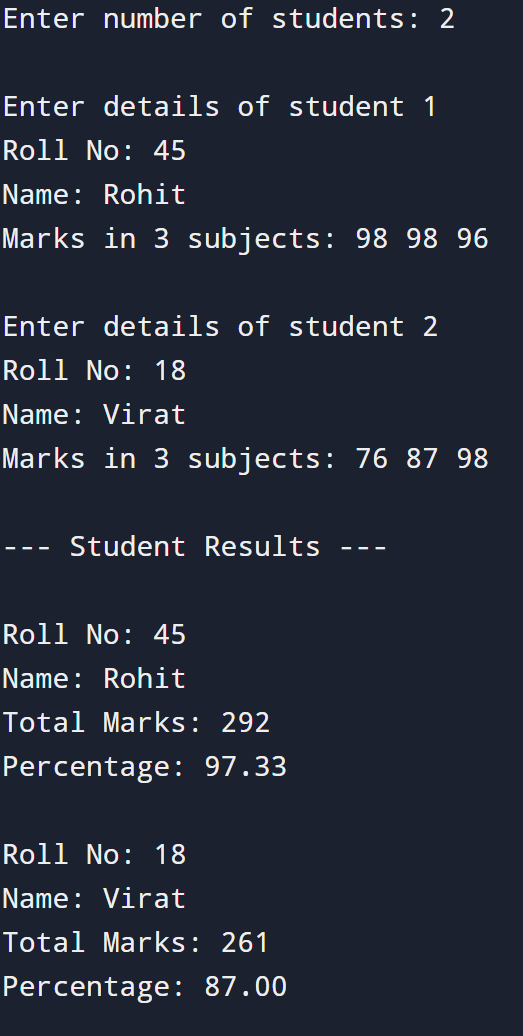 Enter number of students: 2
Enter details of student 1
Roll No: 45
Name: Rohit
Marks in 3 subjects: 98 98 96
Enter details of student 2
Roll No: 18
Name: Virat
Marks in 3 subjects: 76 87 98
--- Student Results ---
Roll No: 45
Name: Rohit
Total Marks: 292
Percentage: 97.33
Roll No: 18
Name: Virat
Total Marks: 261
Percentage: 87.00